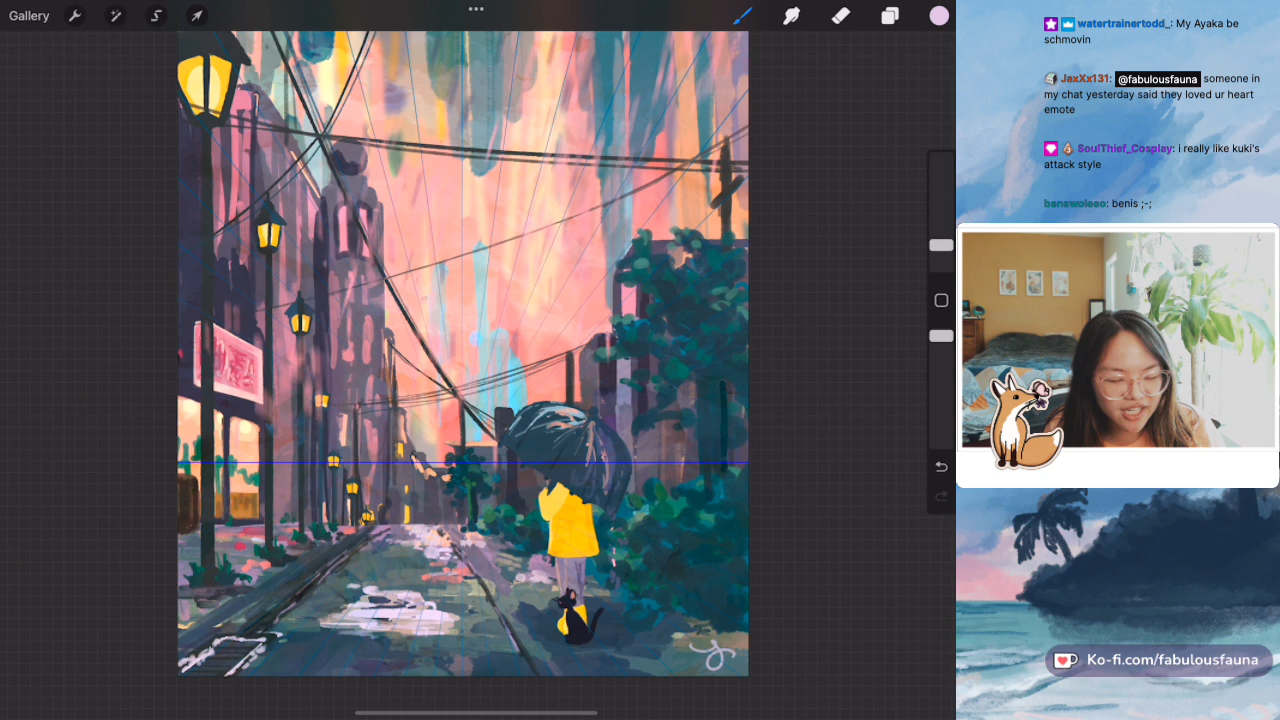 Gallery
watertrainertodd_: My Ayaka be
schmovin
JaxXx131: @fabulousfauna someone in
my chat yesterday said they loved ur heart
emote
SoulThief_Cosplay: i really like kuki's
attack style
benswoleeo: benis ;-;
Ko-fi.com/fabulousfauna